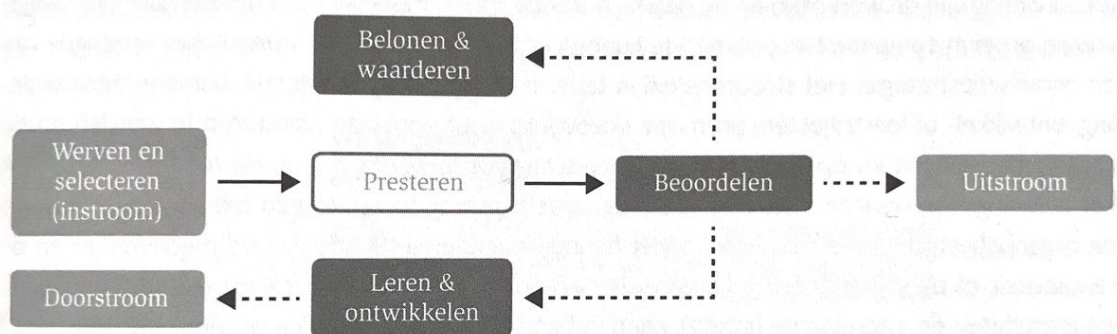 Belonen &
waarderen
Werven en
selecteren
(instroom)
Presteren
Beoordelen
Uitstroom
Doorstroom
Leren &
ontwikkelen